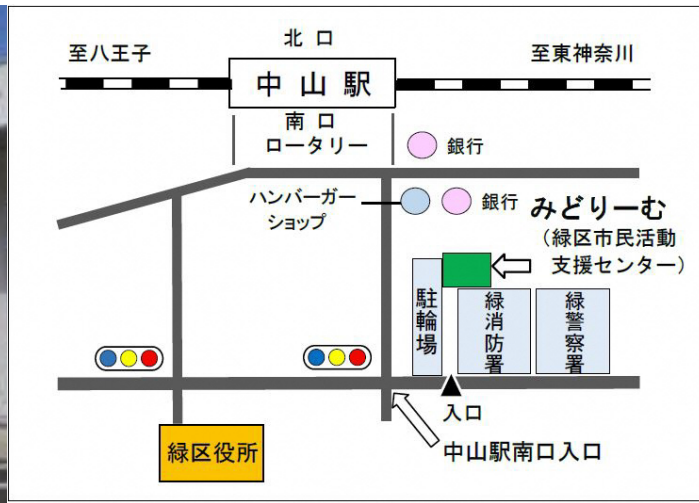 北口
至八王子
至東神奈川
中山駅
南口
ロータリー
銀行
ハンバーガー
ショップ
銀行
みどりーむ
（緑区市民活動
支援センター）
駐輪場
緑消防署
緑警察署
入口
緑区役所
中山駅南口入口